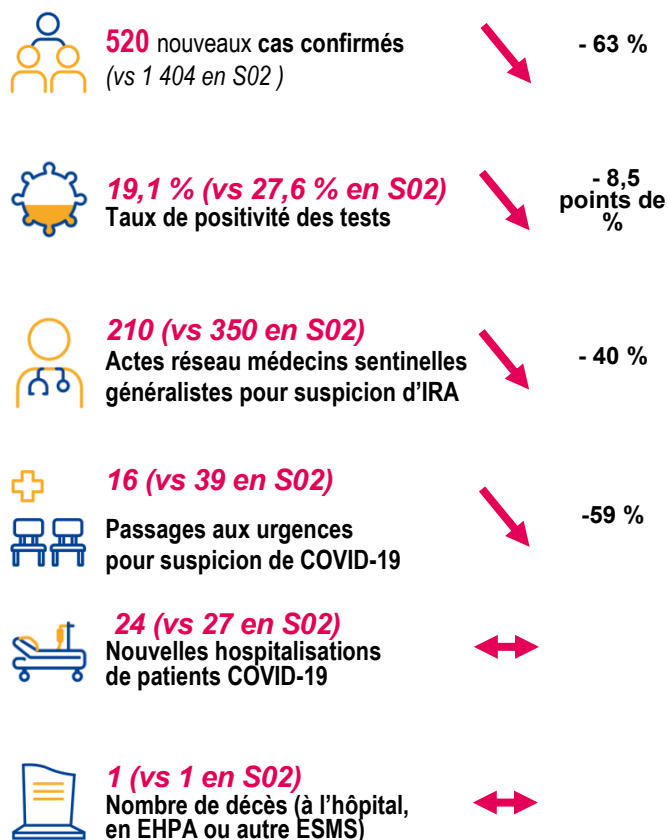 520 nouveaux cas confirmés
(vs 1 404 en S02 )
- 63 %
19,1 % (vs 27,6 % en S02)
Taux de positivité des tests
- 8,5
points de
%
210 (vs 350 en S02)
Actes réseau médecins sentinelles
généralistes pour suspicion d’IRA
- 40 %
16 (vs 39 en S02)
Passages aux urgences
pour suspicion de COVID-19
-59 %
24 (vs 27 en S02)
Nouvelles hospitalisations
de patients COVID-19
1 (vs 1 en S02)
Nombre de décès (à l’hôpital,
en EHPA ou autre ESMS)